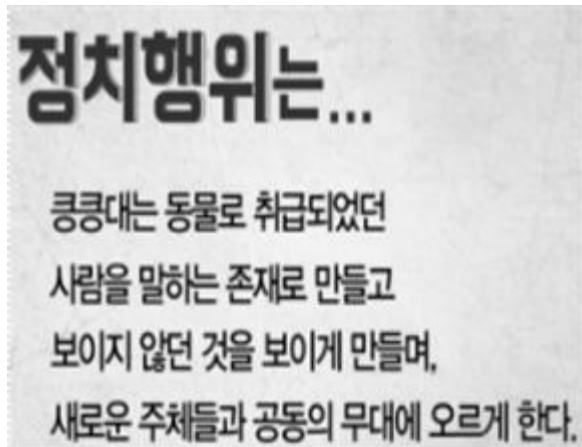 정치행위는...
킁킁대는 동물로 취급되었던
사람을 말하는 존재로 만들고
보이지 않던 것을 보이게 만들며,
새로운 주체들과 공동의 무대에 오르게 한다.